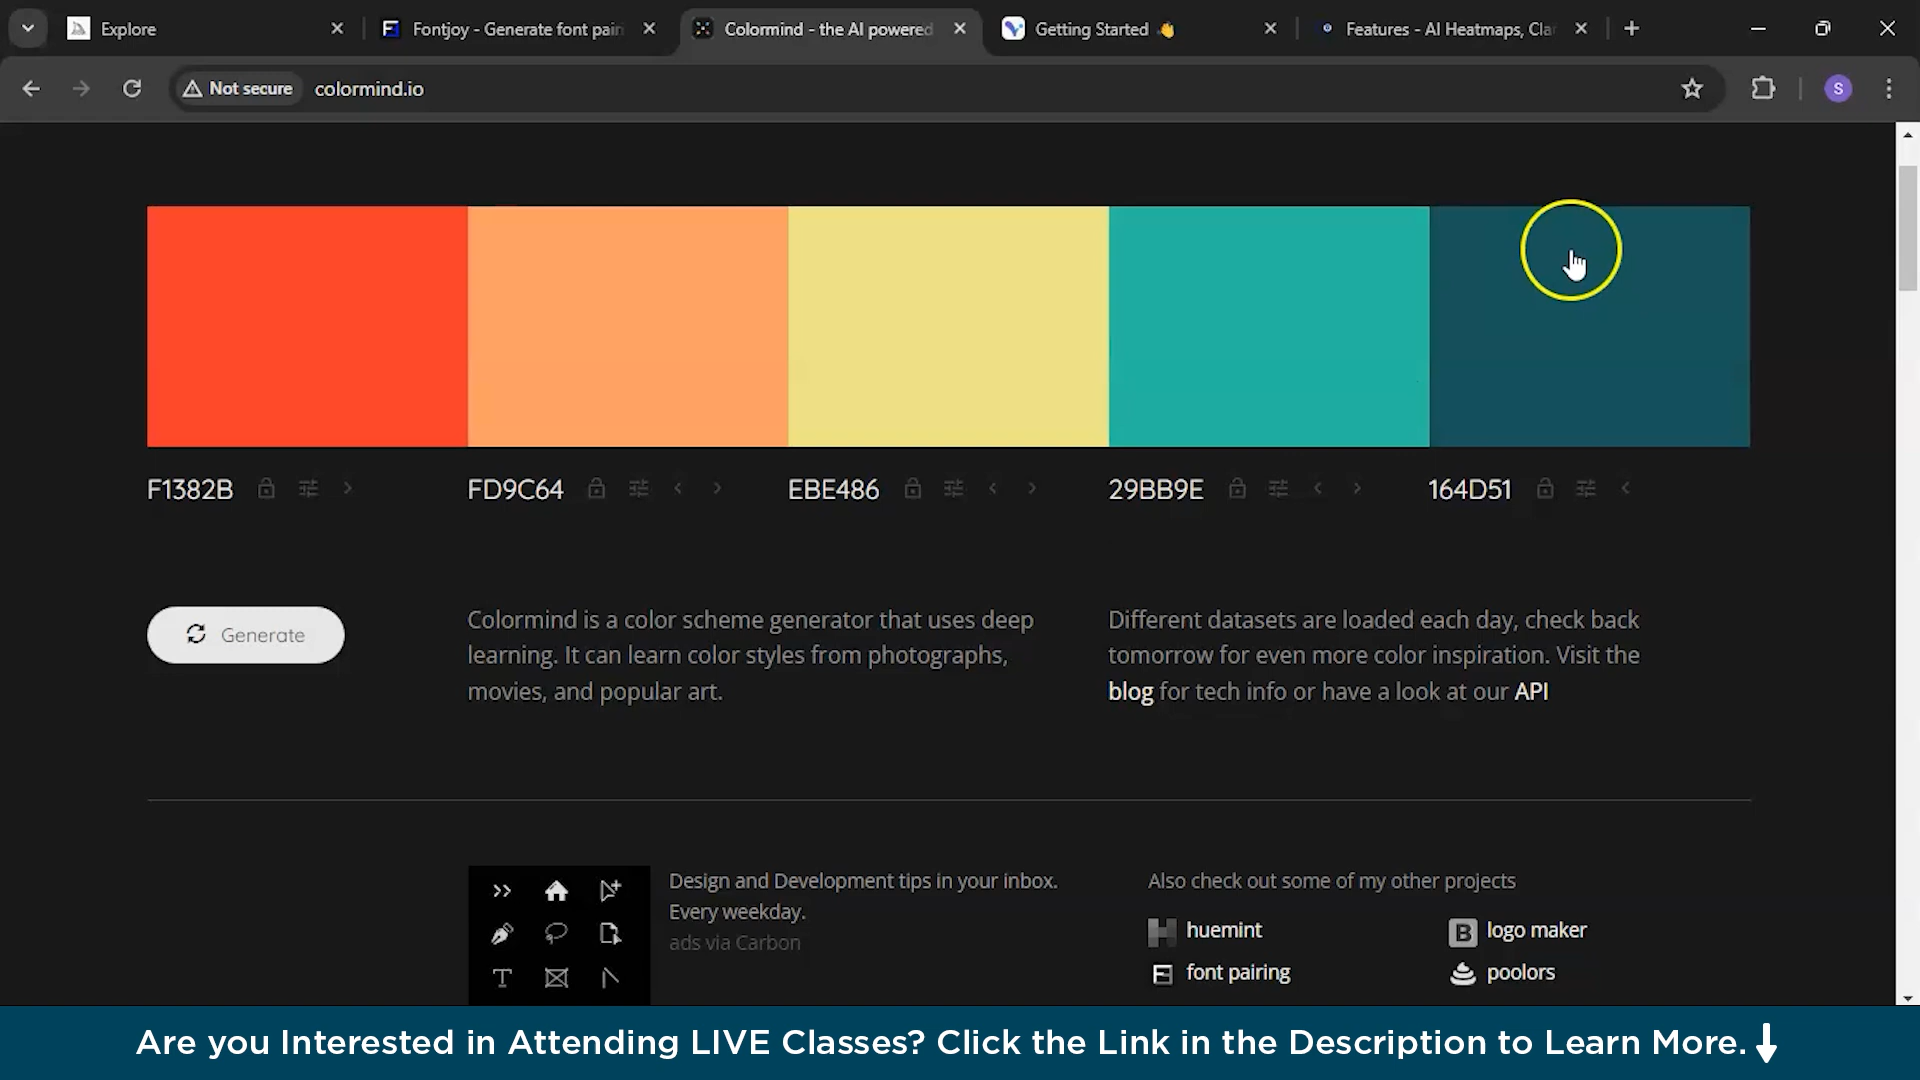 Explore
Fontjoy - Generate font pair
Colormind - the AI powered
Getting Started 👋
Features - AI Heatmaps, Cla
Not secure
colormind.io
S
F1382B
FD9C64
EBE486
29BB9E
164D51
Generate
Colormind is a color scheme generator that uses deep
learning. It can learn color styles from photographs,
movies, and popular art.
Different datasets are loaded each day, check back
tomorrow for even more color inspiration. Visit the
blog for tech info or have a look at our API
Design and Development tips in your inbox.
Every weekday.
ads via Carbon
Also check out some of my other projects
huemint
logo maker
font pairing
poolors
Are you Interested in Attending LIVE Classes? Click the Link in the Description to Learn More.